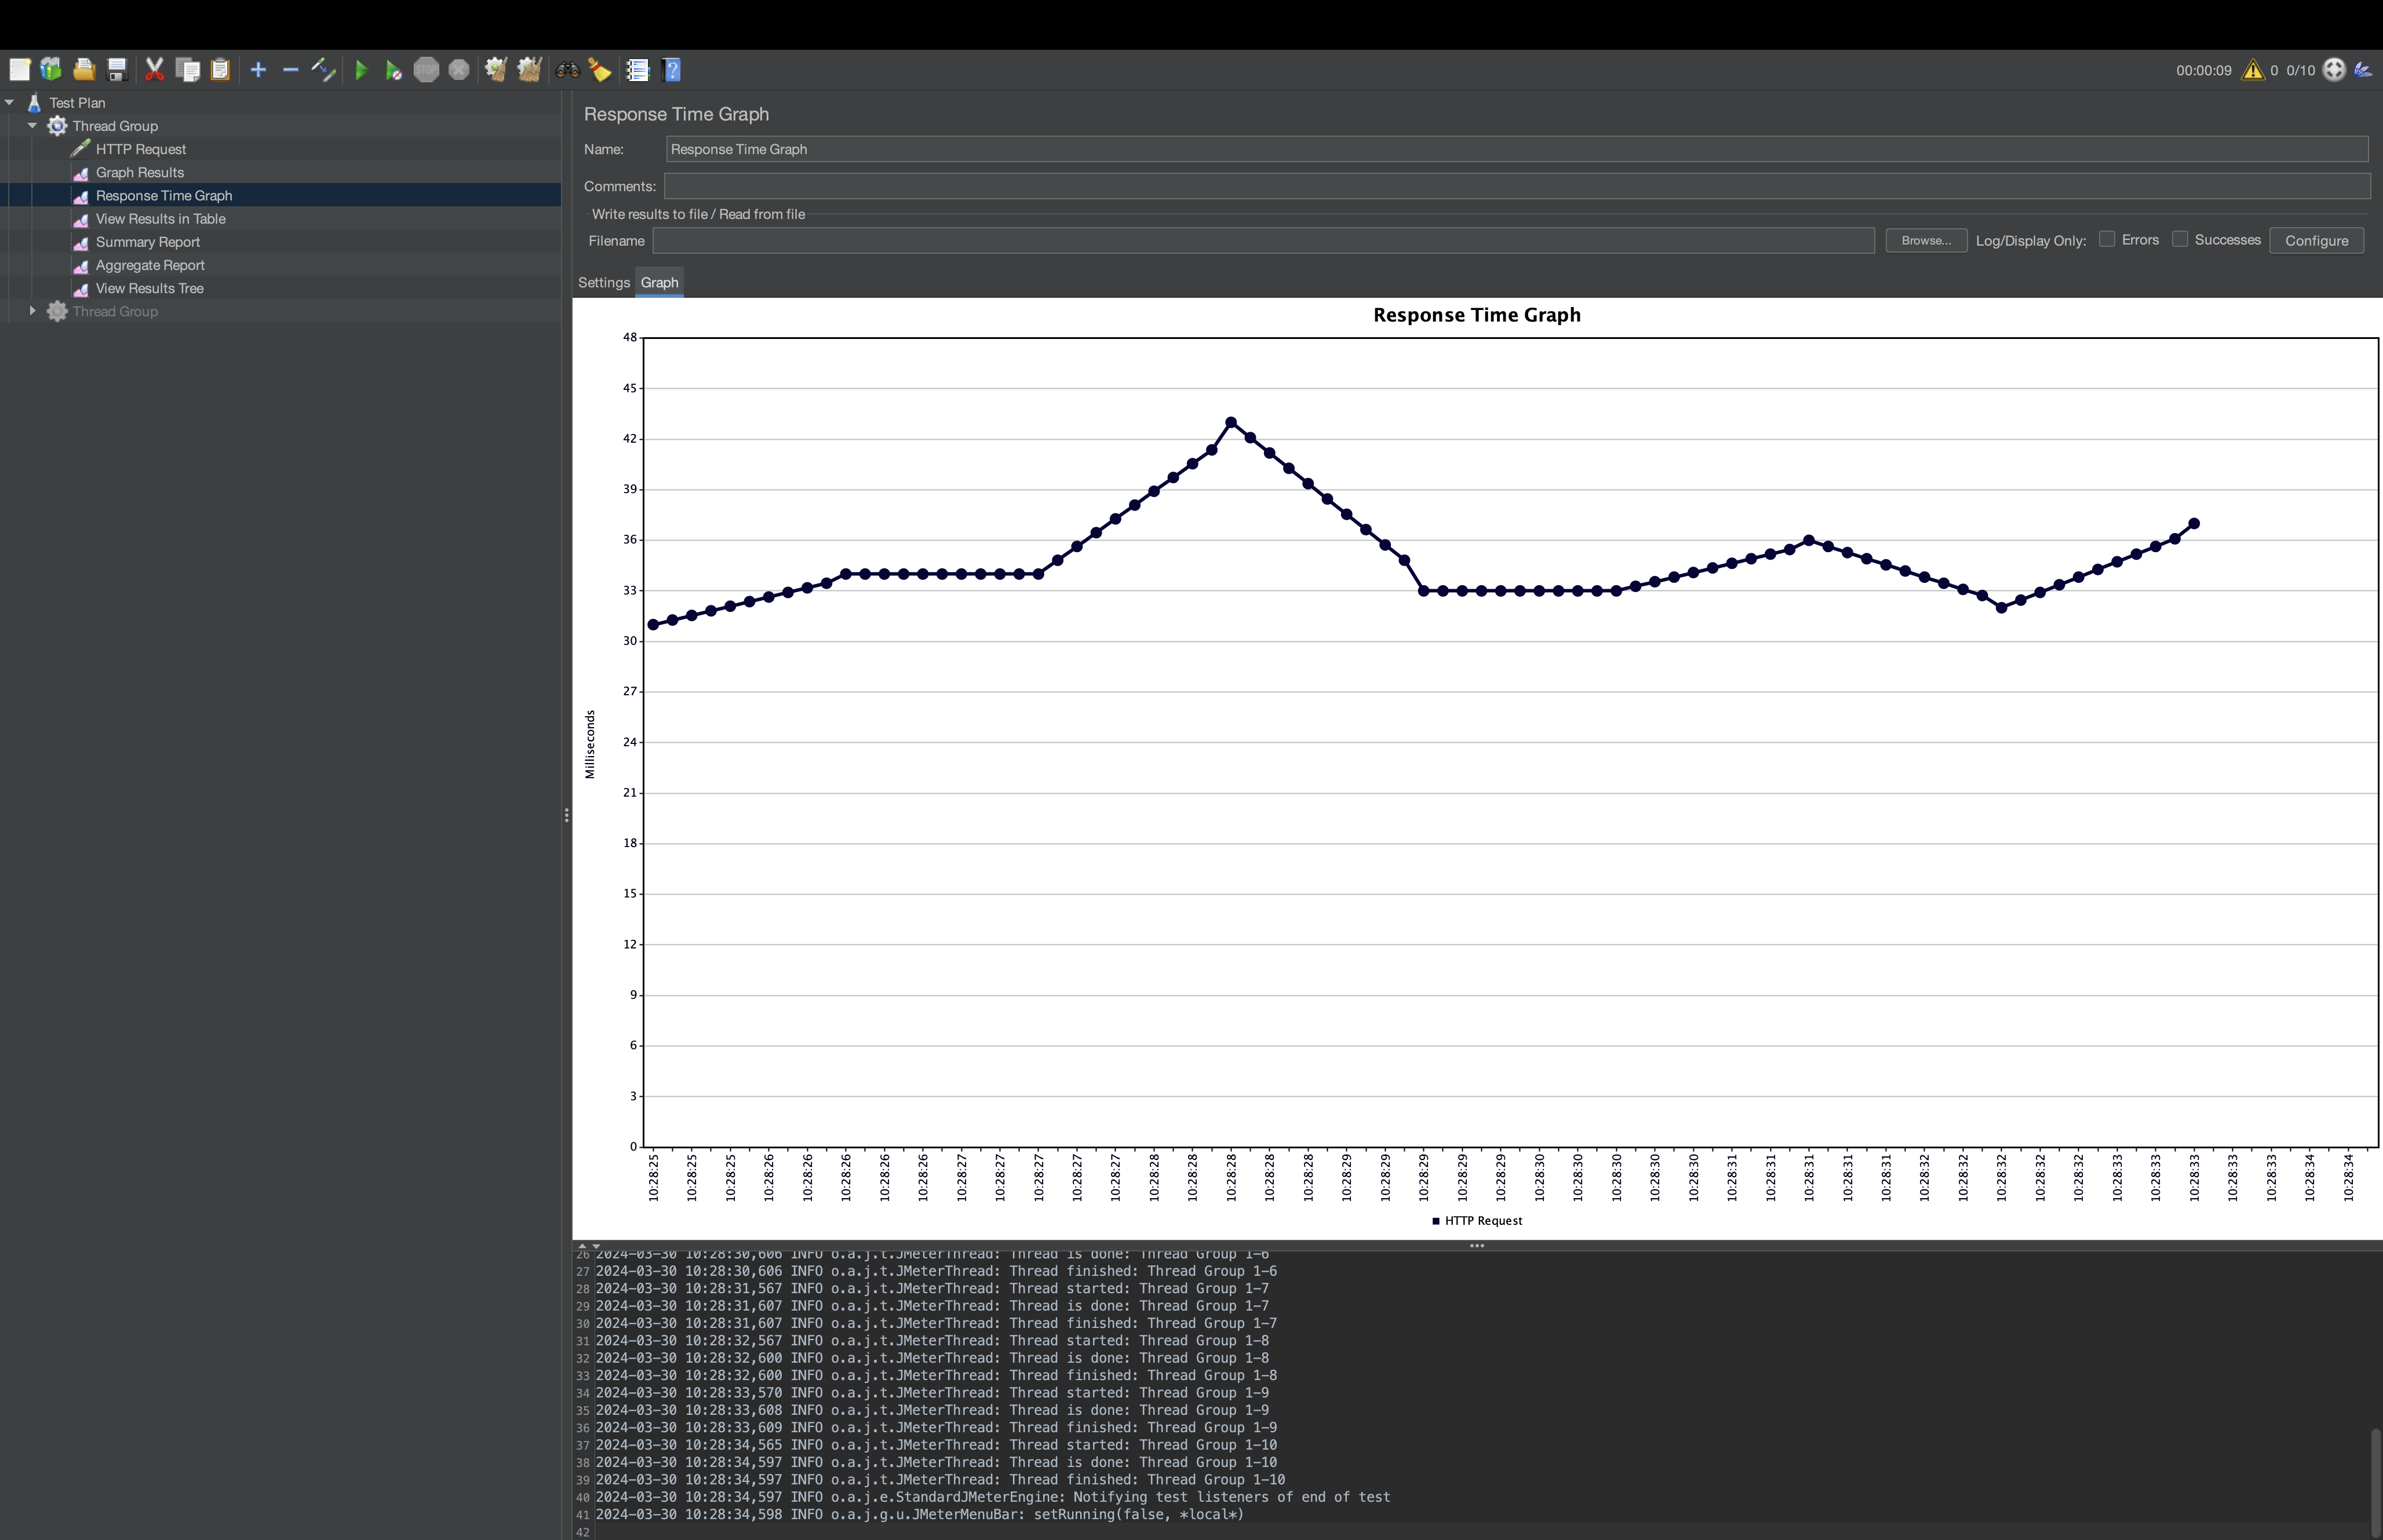 STOP
00:00:09 0 0/10
Test Plan
Thread Group
HTTP Request
Graph Results
Response Time Graph
View Results in Table
Summary Report
Aggregate Report
View Results Tree
Thread Group
Response Time Graph
Name: Response Time Graph
Comments:
Write results to file / Read from file
Filename Browse... Log/Display Only: Errors Successes Configure
Settings Graph
Response Time Graph
48
45
42
39
36
33
30
27
24
21
18
15
12
9
6
3
0
Milliseconds
10:28:25 10:28:25 10:28:25 10:28:26 10:28:26 10:28:26 10:28:26 10:28:26 10:28:27 10:28:27 10:28:27 10:28:27 10:28:27 10:28:28 10:28:28 10:28:28 10:28:28 10:28:28 10:28:29 10:28:29 10:28:29 10:28:29 10:28:29 10:28:30 10:28:30 10:28:30 10:28:30 10:28:30 10:28:31 10:28:31 10:28:31 10:28:31 10:28:31 10:28:32 10:28:32 10:28:32 10:28:32 10:28:32 10:28:33 10:28:33 10:28:33 10:28:33 10:28:33 10:28:34 10:28:34
HTTP Request
26 2024-03-30 10:28:30,606 INFO o.a.j.t.JMeterThread: Thread is done: Thread Group 1-6
27 2024-03-30 10:28:30,606 INFO o.a.j.t.JMeterThread: Thread finished: Thread Group 1-6
28 2024-03-30 10:28:31,567 INFO o.a.j.t.JMeterThread: Thread started: Thread Group 1-7
29 2024-03-30 10:28:31,607 INFO o.a.j.t.JMeterThread: Thread is done: Thread Group 1-7
30 2024-03-30 10:28:31,607 INFO o.a.j.t.JMeterThread: Thread finished: Thread Group 1-7
31 2024-03-30 10:28:32,567 INFO o.a.j.t.JMeterThread: Thread started: Thread Group 1-8
32 2024-03-30 10:28:32,600 INFO o.a.j.t.JMeterThread: Thread is done: Thread Group 1-8
33 2024-03-30 10:28:32,600 INFO o.a.j.t.JMeterThread: Thread finished: Thread Group 1-8
34 2024-03-30 10:28:33,570 INFO o.a.j.t.JMeterThread: Thread started: Thread Group 1-9
35 2024-03-30 10:28:33,608 INFO o.a.j.t.JMeterThread: Thread is done: Thread Group 1-9
36 2024-03-30 10:28:33,609 INFO o.a.j.t.JMeterThread: Thread finished: Thread Group 1-9
37 2024-03-30 10:28:34,565 INFO o.a.j.t.JMeterThread: Thread started: Thread Group 1-10
38 2024-03-30 10:28:34,597 INFO o.a.j.t.JMeterThread: Thread is done: Thread Group 1-10
39 2024-03-30 10:28:34,597 INFO o.a.j.t.JMeterThread: Thread finished: Thread Group 1-10
40 2024-03-30 10:28:34,597 INFO o.a.j.e.StandardJMeterEngine: Notifying test listeners of end of test
41 2024-03-30 10:28:34,598 INFO o.a.j.g.u.JMeterMenuBar: setRunning(false, *local*)
42